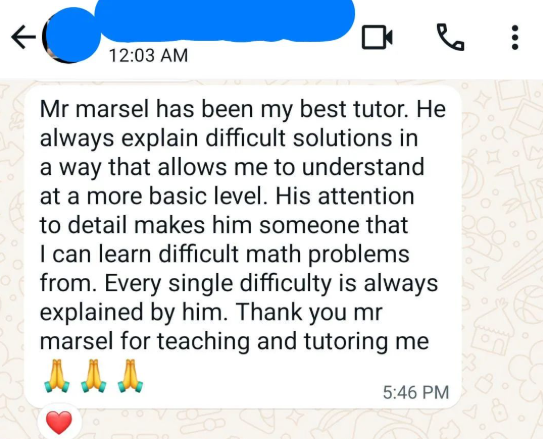 12:03 AM
Mr marsel has been my best tutor. He
always explain difficult solutions in
a way that allows me to understand
at a more basic level. His attention
to detail makes him someone that
I can learn difficult math problems
from. Every single difficulty is always
explained by him. Thank you mr
marsel for teaching and tutoring me
🙏 🙏 🙏
5:46 PM